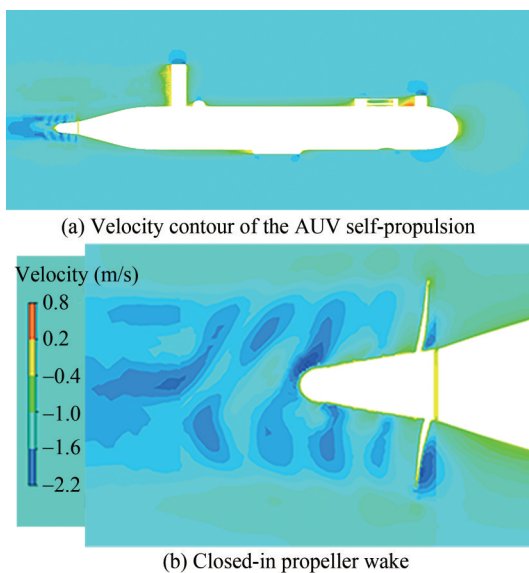 (a) Velocity contour of the AUV self-propulsion
Velocity (m/s)
0.8
0.2
−0.4
−1.0
−1.6
−2.2
(b) Closed-in propeller wake